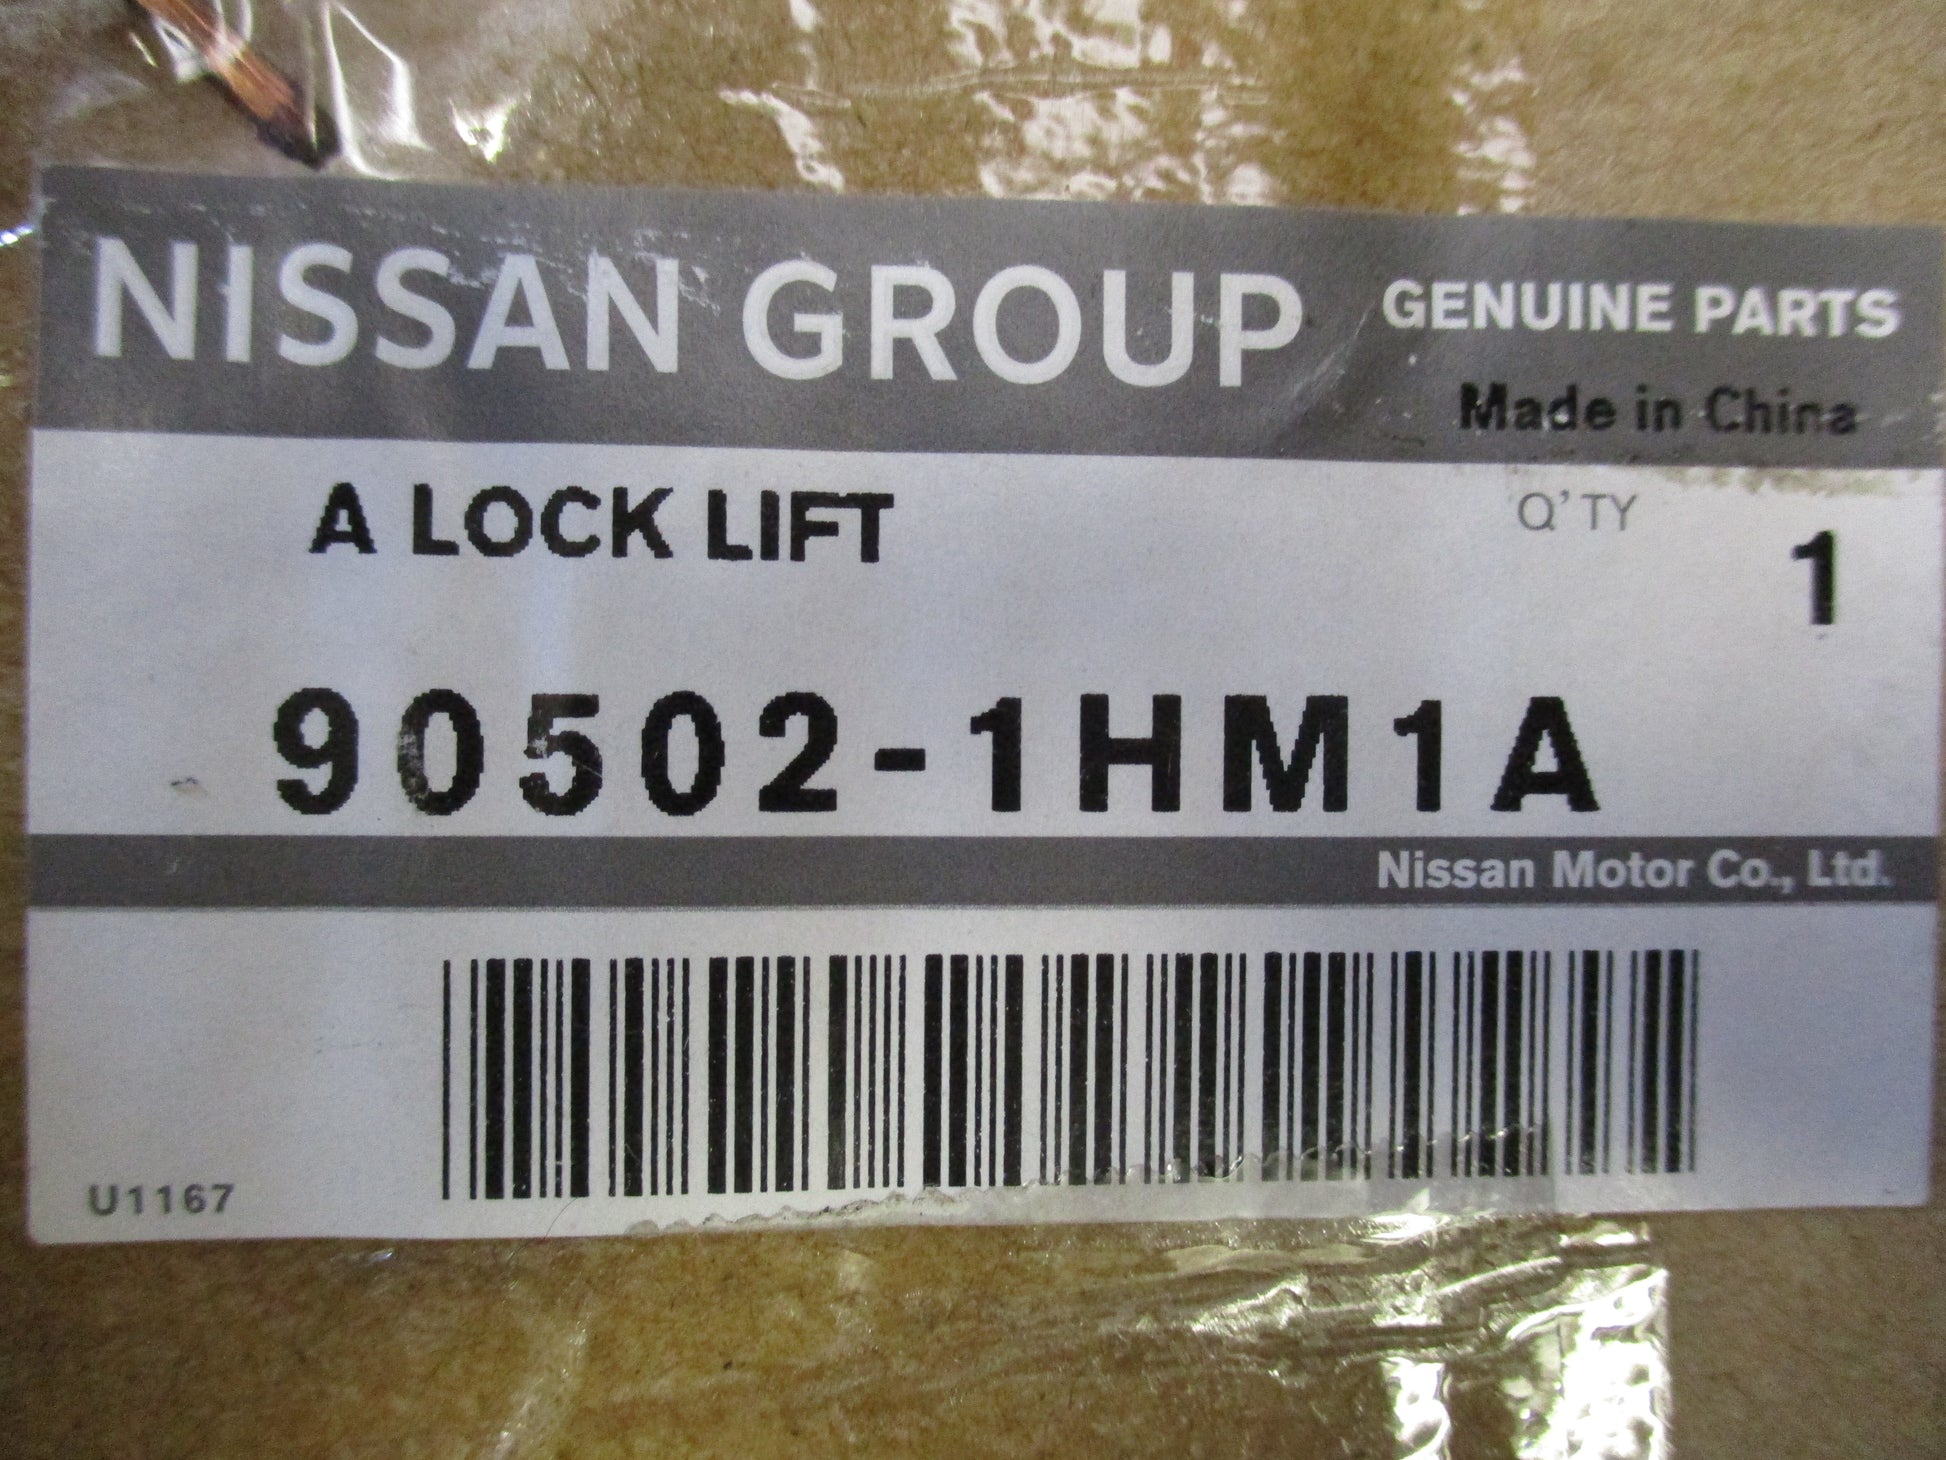 NISSAN GROUP GENUINE PARTS
Made in China
A LOCK LIFT Q'TY
1
90502-1HM1A
Nissan Motor Co., Ltd.
U1167